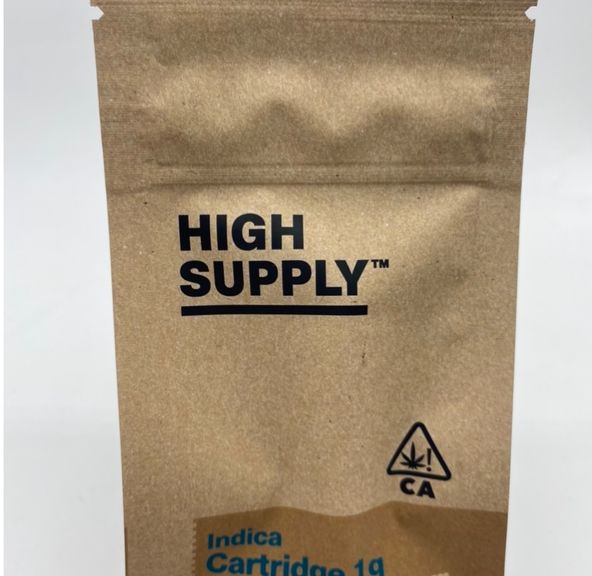 HIGH
SUPPLY™
!
CA
Indica
Cartridge 1g